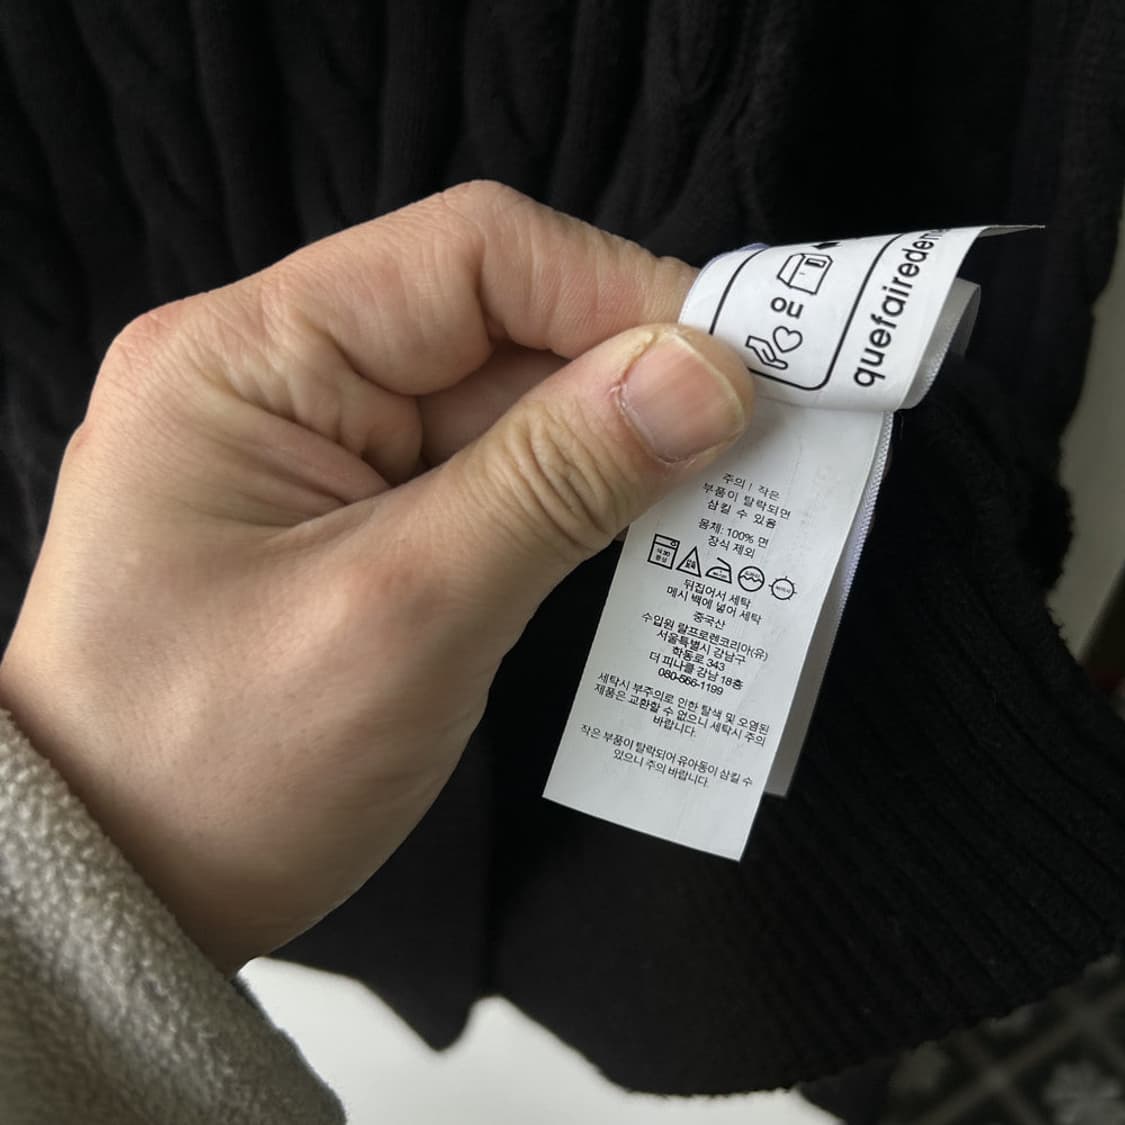 quefairedeme
OU
주의! 작은
부품이 탈락되면
삼킬 수 있음
몸체: 100% 면
장식 제외
뒤집어서 세탁
메시 백에 넣어 세탁
중국산
수입원 랄프로렌코리아(유)
서울특별시 강남구
학동로 343
더 피나클 강남 18층
080-566-1199
세탁시 부주의로 인한 탈색 및 오염된
제품은 교환할 수 없으니 세탁시 주의
바랍니다.
작은 부품이 탈락되어 유아동이 삼킬 수
있으니 주의 바랍니다.